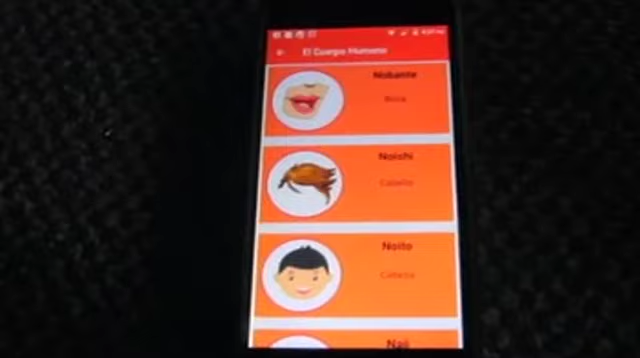 El Cuerpo Humano
Nobante
Boca
Noishi
Cabello
Noito
Cabeza